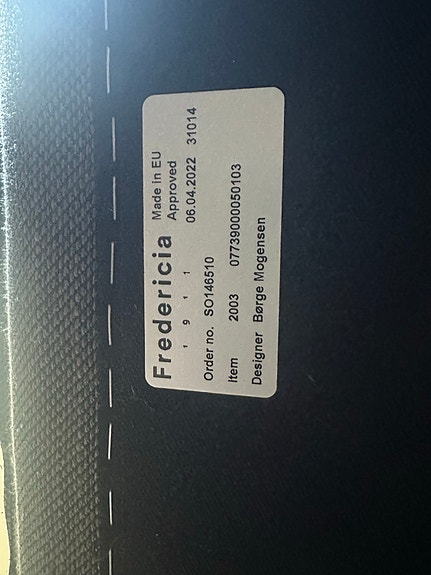 Fredericia
1 9 1 1
Made in EU
Approved
06.04.2022 31014
Order no. SO146510
Item 2003 07739000050103
Designer Børge Mogensen